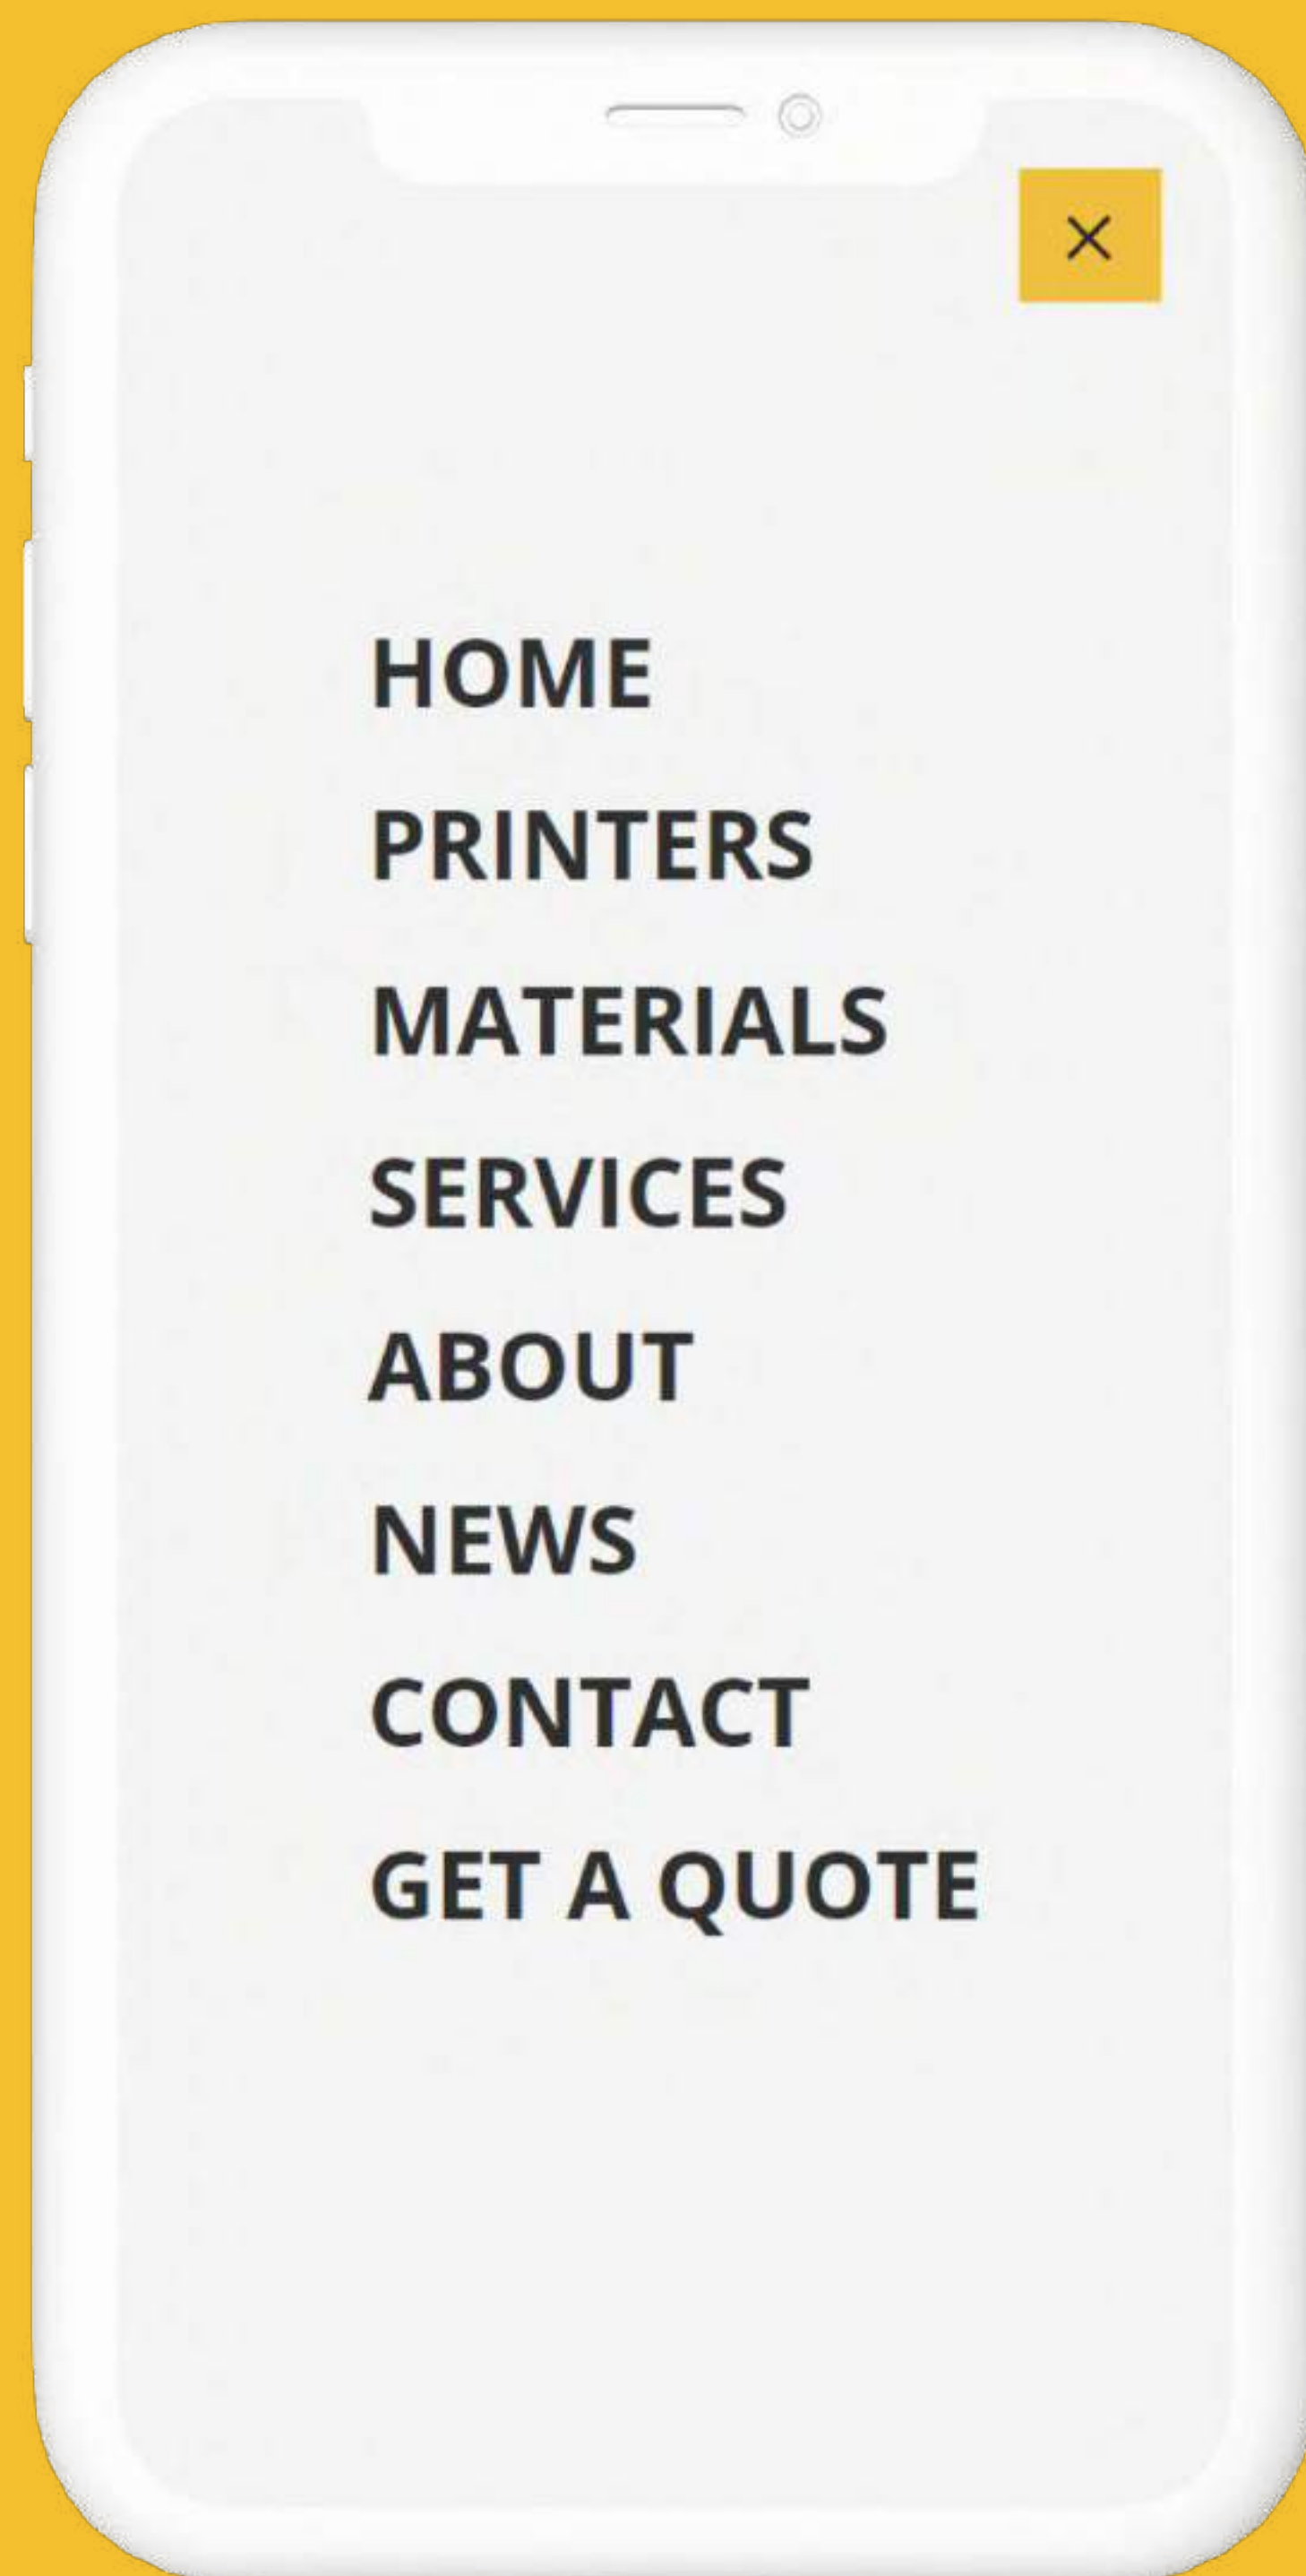 HOME
PRINTERS
MATERIALS
SERVICES
ABOUT
NEWS
CONTACT
GET A QUOTE